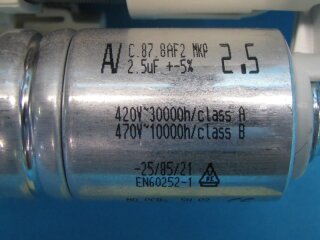 C.87.8AF2 MKP 2.5
2.5uF +-5%
420V~30000h/class A
470V~10000h/class B
-25/85/21
EN60252-1